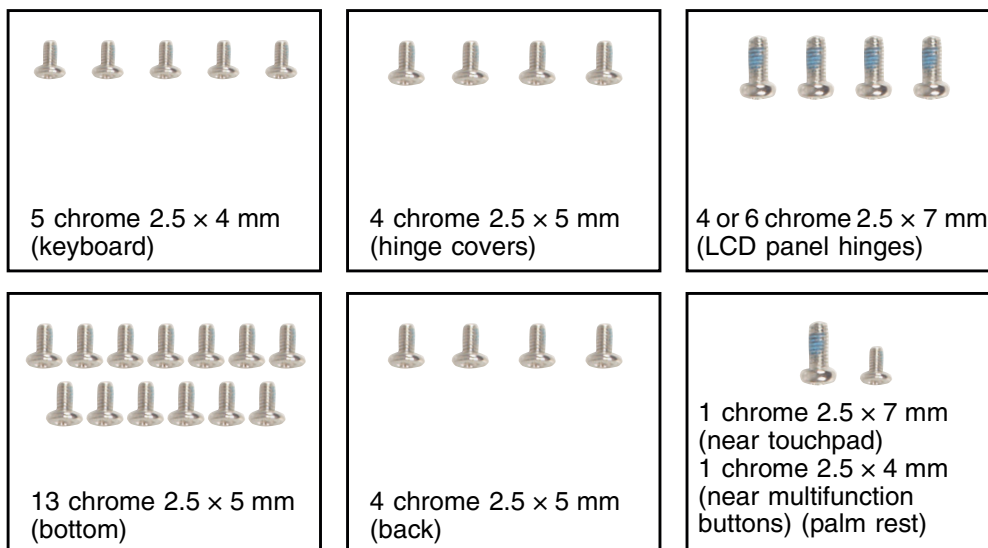 5 chrome 2.5 × 4 mm
(keyboard)
4 chrome 2.5 × 5 mm
(hinge covers)
4 or 6 chrome 2.5 × 7 mm
(LCD panel hinges)
13 chrome 2.5 × 5 mm
(bottom)
4 chrome 2.5 × 5 mm
(back)
1 chrome 2.5 × 7 mm
(near touchpad)
1 chrome 2.5 × 4 mm
(near multifunction
buttons) (palm rest)